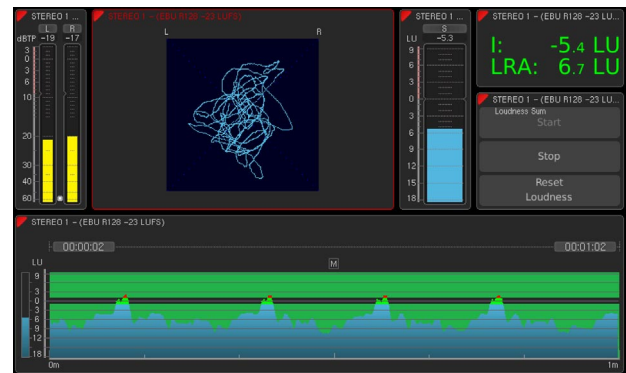 STEREO 1 ...
L R
dBTP -19 -17
3
0
3
6
10
20
30
40
60
STEREO 1 - (EBU R128 -23 LUFS)
L R
STEREO 1 ...
S
LU -5.3
9
6
3
0
3
6
9
12
15
18
STEREO 1 - (EBU R128 -23 LU...
I: -5.4 LU
LRA: 6.7 LU
STEREO 1 - (EBU R128 -23 LU...
Loudness Sum
Start
Stop
Reset
Loudness
STEREO 1 - (EBU R128 -23 LUFS)
00:00:02 00:01:02
LU M
9
3
0
3
6
9
12
18
0m 1m